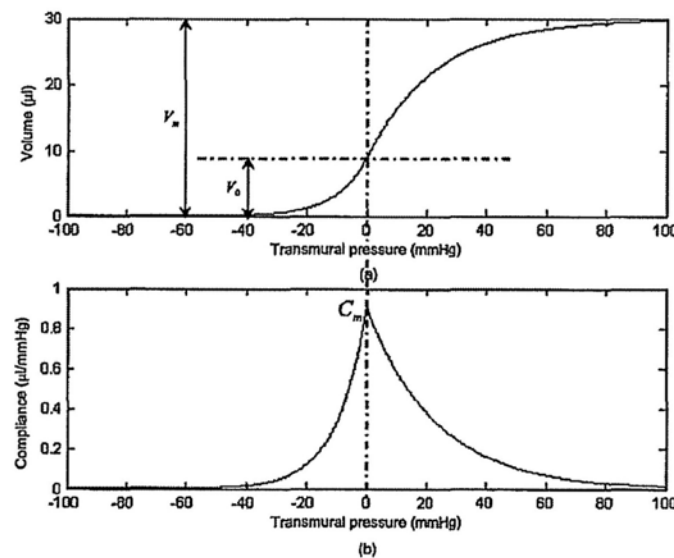 30
20
10
0
Volume (µl)
V_m
V_0
-100 -80 -60 -40 -20 0 20 40 60 80 100
Transmural pressure (mmHg)
(a)
1
0.8
0.6
0.4
0.2
0
Compliance (µl/mmHg)
C_m
-100 -80 -60 -40 -20 0 20 40 60 80 100
Transmural pressure (mmHg)
(b)